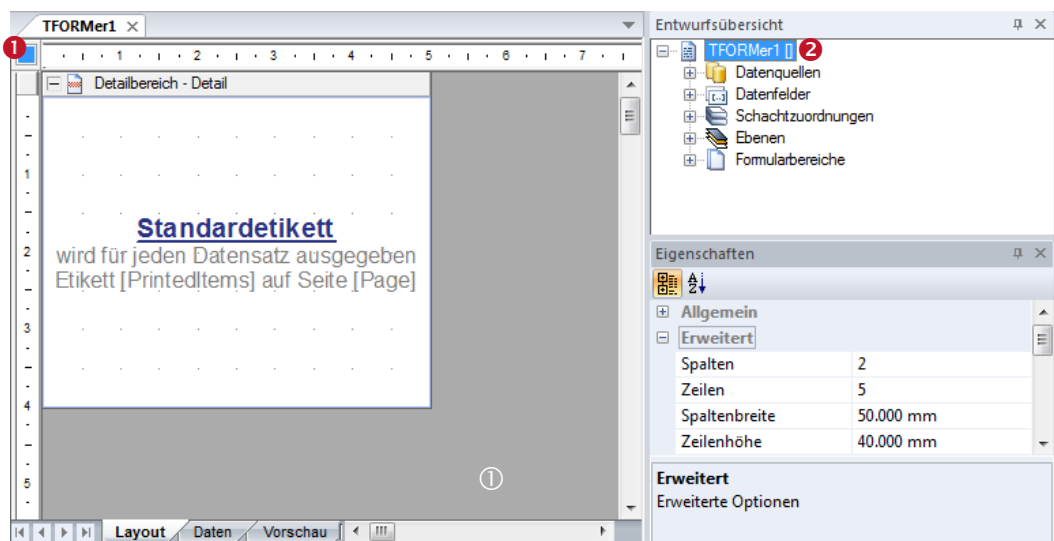 TFORMer1
❶
1 2 3 4 5 6 7
Detailbereich - Detail
1
2
3
4
5
Standardetikett
wird für jeden Datensatz ausgegeben
Etikett [PrintedItems] auf Seite [Page]
①
Layout Daten Vorschau
Entwurfsübersicht
TFORMer1 [] ❷
Datenquellen
Datenfelder
Schachtzuordnungen
Ebenen
Formularbereiche
Eigenschaften
Allgemein
Erweitert
Spalten 2
Zeilen 5
Spaltenbreite 50.000 mm
Zeilenhöhe 40.000 mm
Erweitert
Erweiterte Optionen